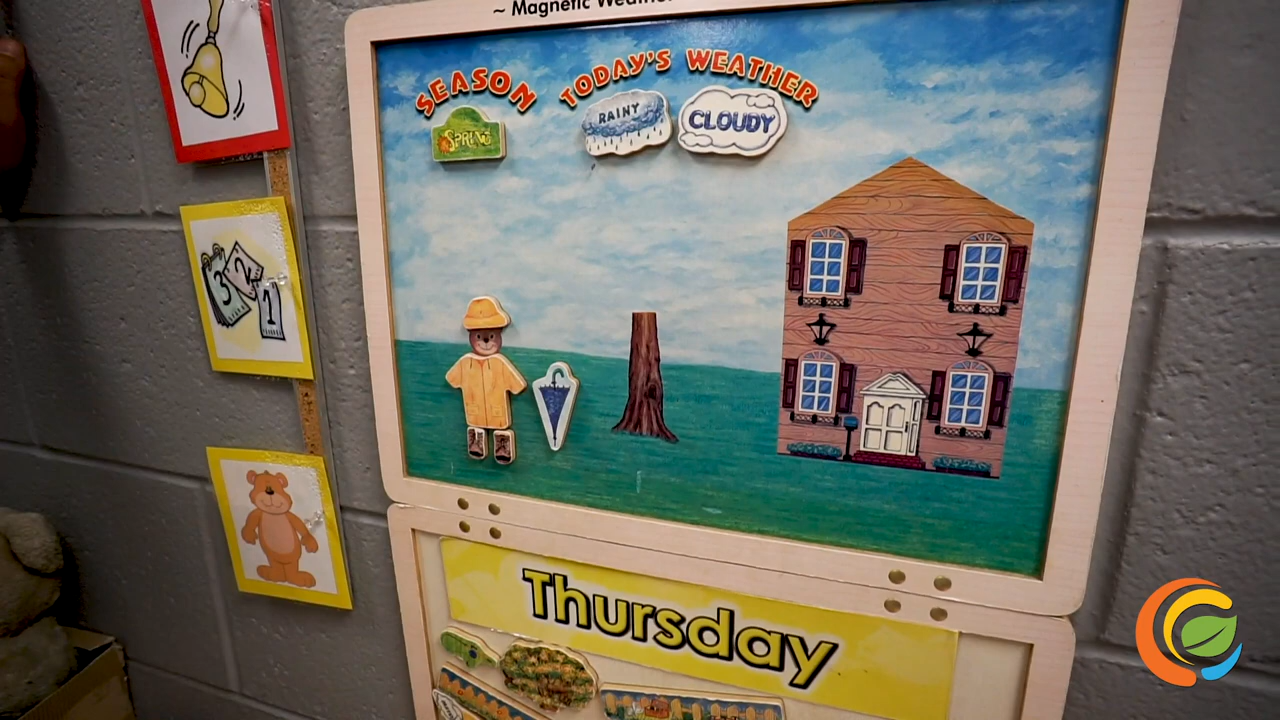 ~ Magnetic Weather
SEASON
TODAY'S WEATHER
SPRING
RAINY
CLOUDY
3
2
1
Thursday